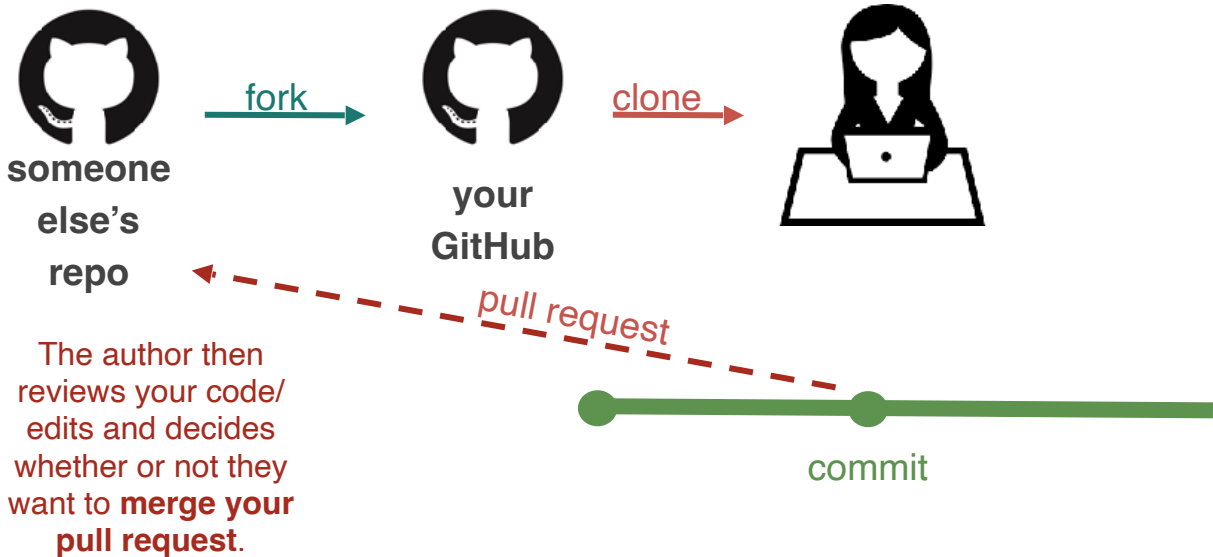 fork
clone
someone
else’s
repo
your
GitHub
pull request
The author then
reviews your code/
edits and decides
whether or not they
want to merge your
pull request.
commit